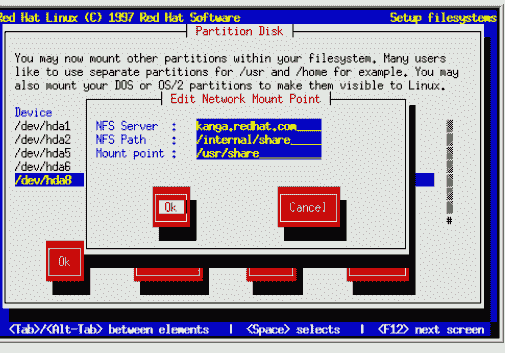 Red Hat Linux (C) 1997 Red Hat Software Setup filesystems
Partition Disk
You may now mount other partitions within your filesystem. Many users
like to use separate partitions for /usr and /home for example. You may
also mount your DOS or OS/2 partitions to make them visible to Linux.
Edit Network Mount Point
Device
/dev/hda1 NFS Server : kanga.redhat.com
/dev/hda2 NFS Path : /internal/share
/dev/hda5 Mount point : /usr/share
/dev/hda6
/dev/hda8
Ok Cancel
#
Ok
<Tab>/<Alt-Tab> between elements | <Space> selects | <F12> next screen